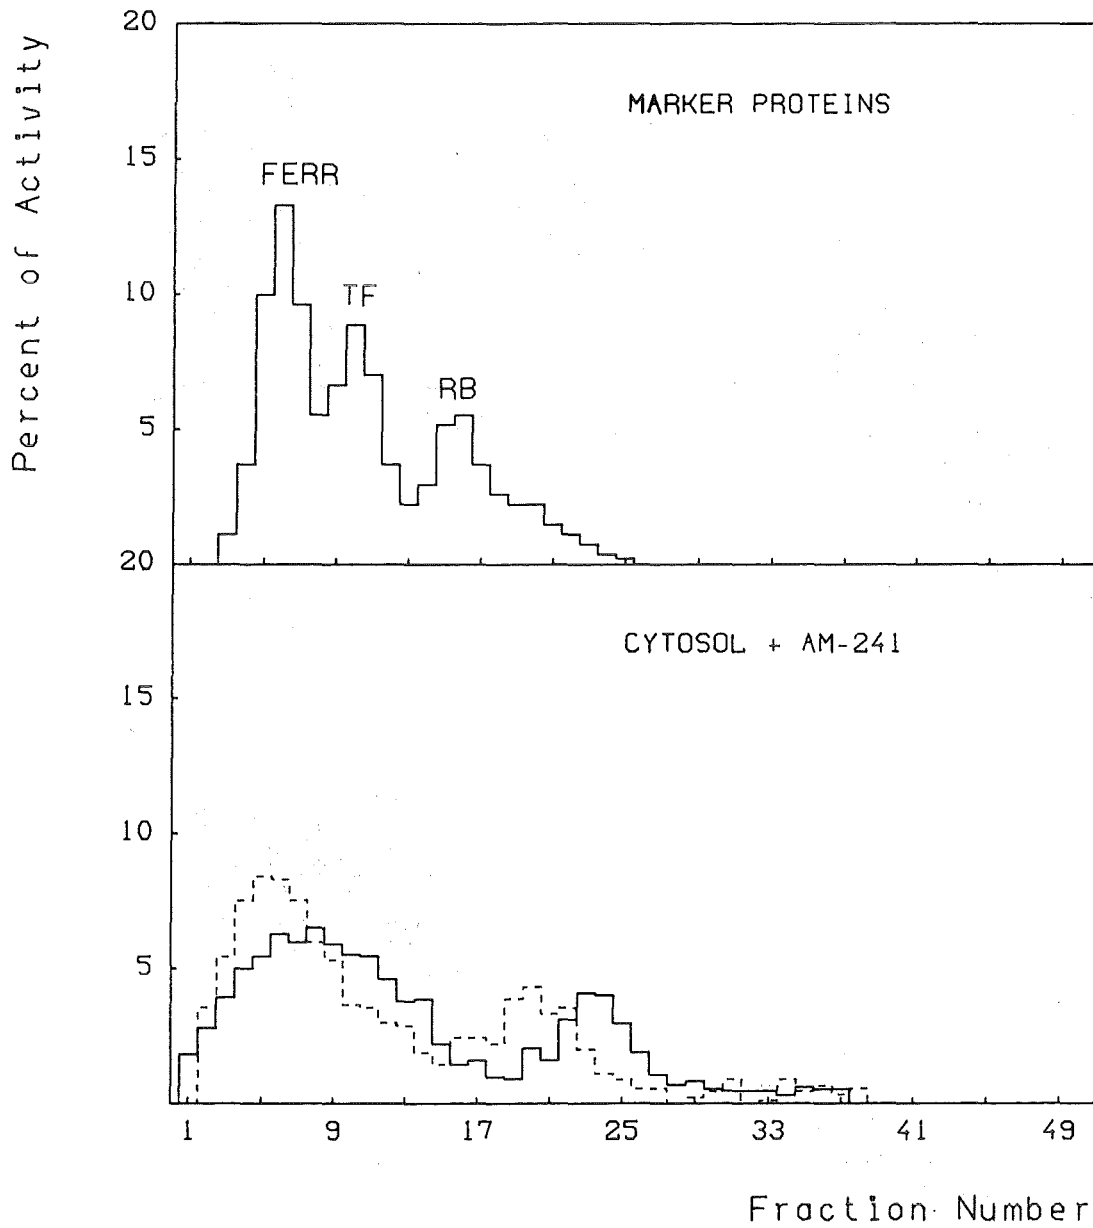 Percent of Activity
20
MARKER PROTEINS
15
FERR
10
TF
RB
5
20
CYTOSOL + AM-241
15
10
5
1 9 17 25 33 41 49
Fraction Number